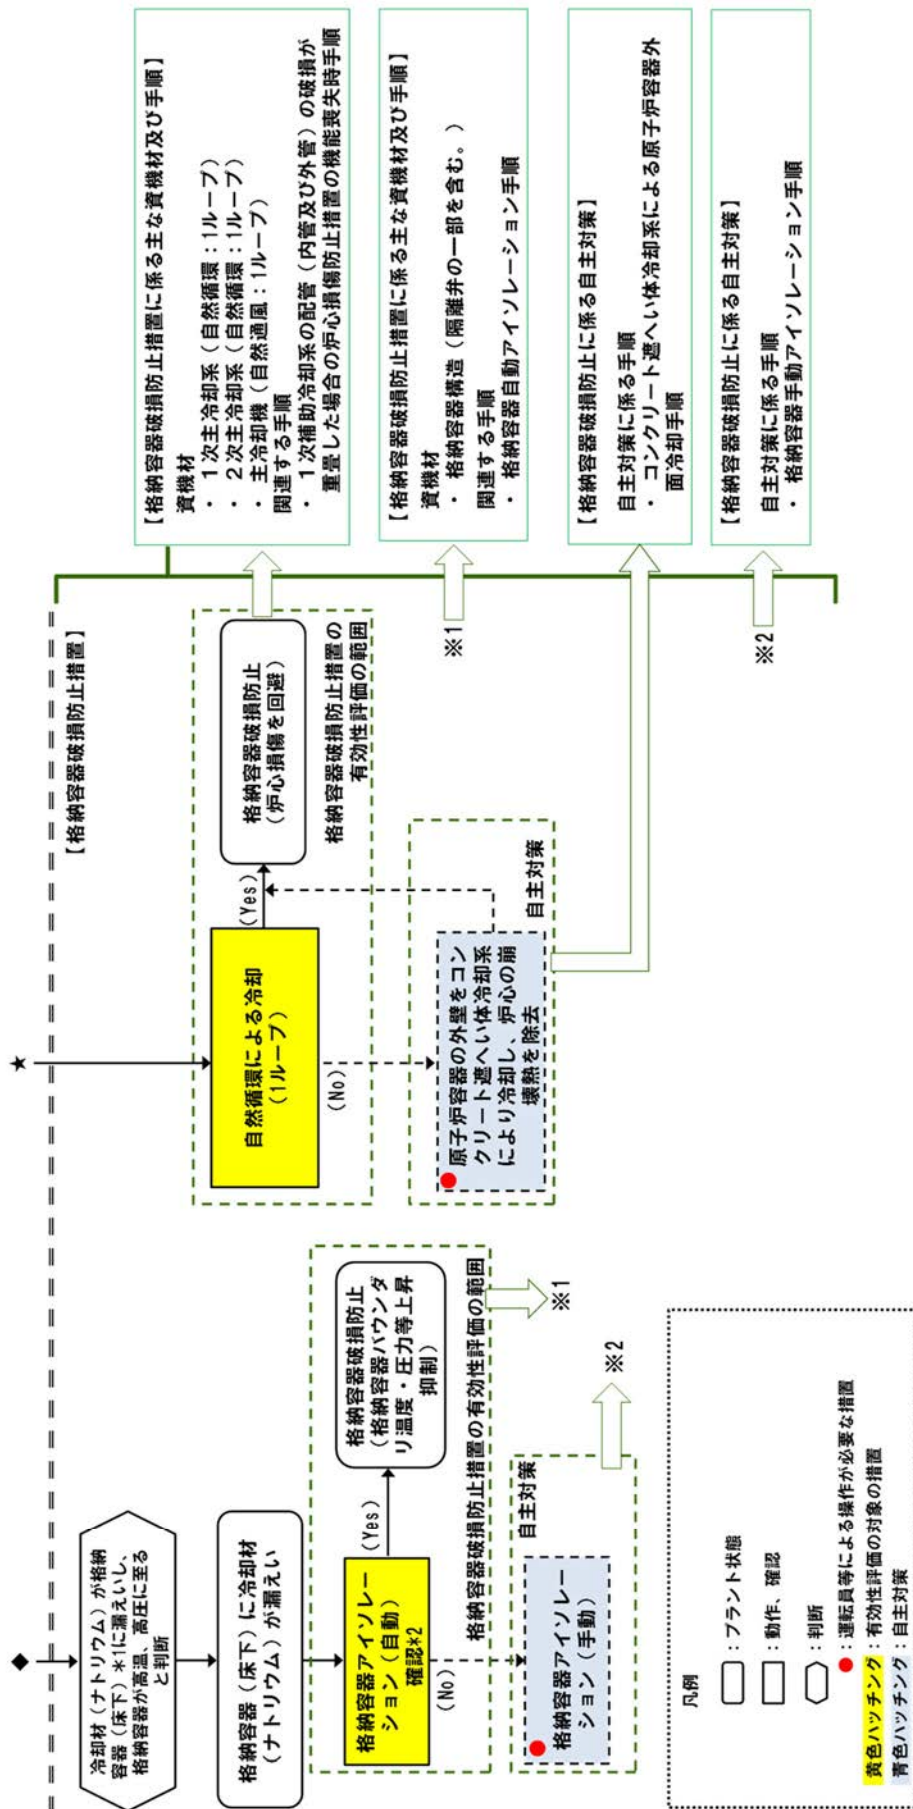 【格納容器破損防止措置】
◆
冷却材（ナトリウム）が格納
容器（床下）*1に漏えいし、
格納容器が高温、高圧に至る
と判断
格納容器（床下）に冷却材
（ナトリウム）が漏えい
格納容器アイソレー
ション（自動）
確認*2
(Yes)
格納容器破損防止
（格納容器バウンダ
リ温度・圧力等上昇
抑制）
格納容器破損防止措置の有効性評価の範囲
※1
(No)
自主対策
格納容器アイソレー
ション（手動）
※2
★
自然循環による冷却
（1ループ）
(Yes)
格納容器破損防止
（炉心損傷を回避）
格納容器破損防止措置の
有効性評価の範囲
(No)
原子炉容器の外壁をコン
クリート遮へい体冷却系
により冷却し、炉心の崩
壊熱を除去
自主対策
※1
※2
【格納容器破損防止措置に係る主な資機材及び手順】
資機材
・１次主冷却系（自然循環：1ループ）
・２次主冷却系（自然循環：1ループ）
・主冷却機（自然通風：1ループ）
関連する手順
・１次補助冷却系の配管（内管及び外管）の破損が
重畳した場合の炉心損傷防止措置の機能喪失時手順
【格納容器破損防止措置に係る主な資機材及び手順】
資機材
・格納容器構造（隔離弁の一部を含む。）
関連する手順
・格納容器自動アイソレーション手順
【格納容器破損防止に係る自主対策】
自主対策に係る手順
・コンクリート遮へい体冷却系による原子炉容器外
面冷却手順
【格納容器破損防止に係る自主対策】
自主対策に係る手順
・格納容器手動アイソレーション手順
凡例
：プラント状態
：動作、確認
：判断
：運転員等による操作が必要な措置
黄色ハッチング：有効性評価の対象の措置
青色ハッチング：自主対策